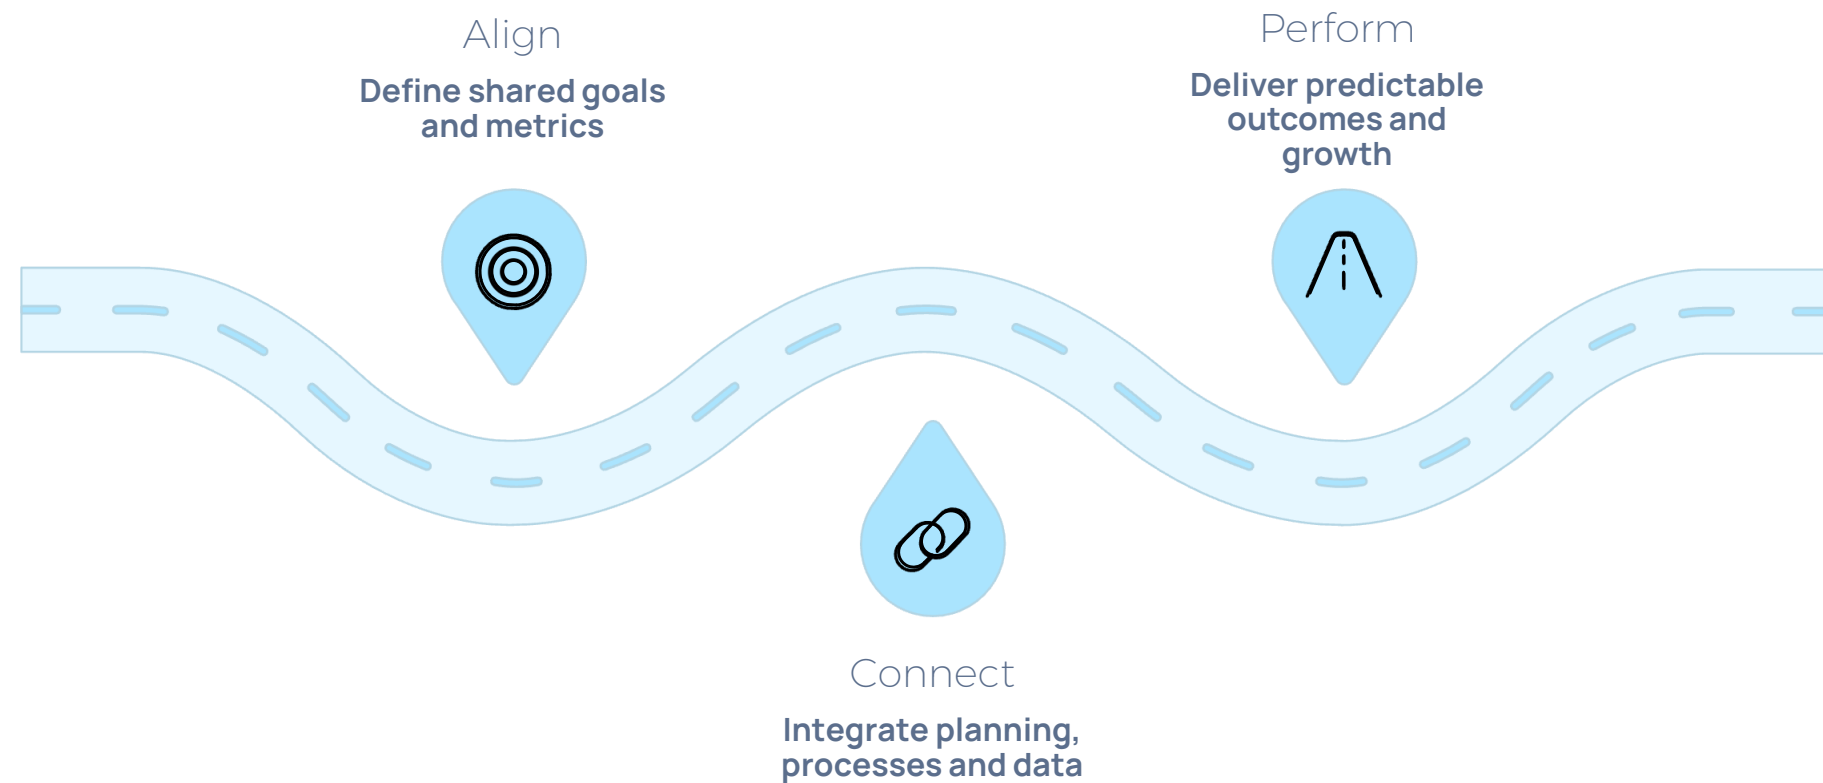 Align
Define shared goals
and metrics
Perform
Deliver predictable
outcomes and
growth
Connect
Integrate planning,
processes and data